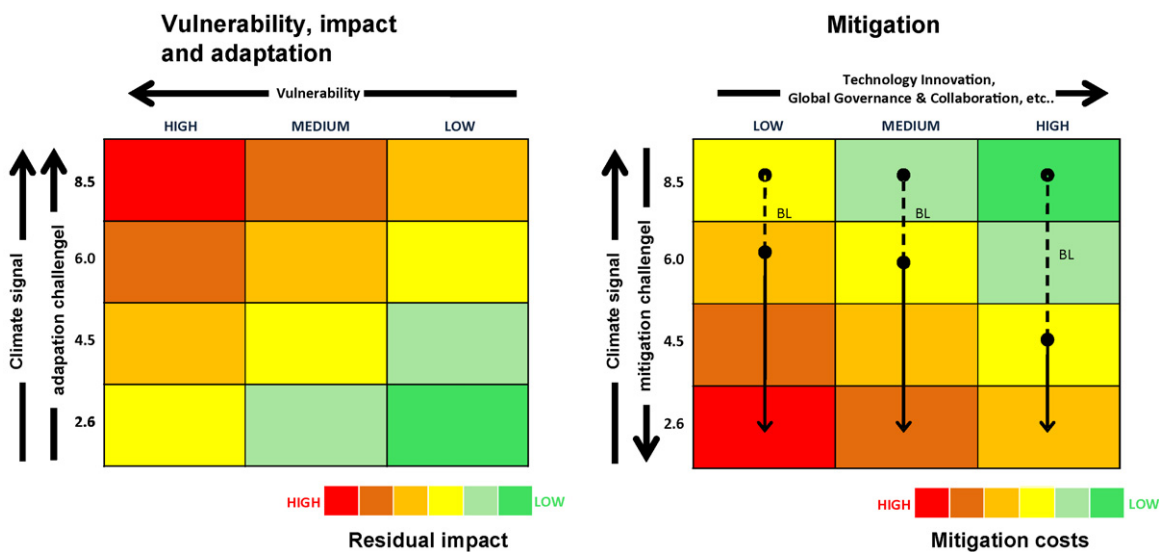 Vulnerability, impact
and adaptation
Vulnerability
HIGH MEDIUM LOW
Climate signal
adapation challengel
8.5
6.0
4.5
2.6
HIGH LOW
Residual impact
Mitigation
Technology Innovation,
Global Governance & Collaboration, etc..
LOW MEDIUM HIGH
Climate signal
mitigation challengel
8.5
BL BL
6.0
BL
4.5
2.6
HIGH LOW
Mitigation costs